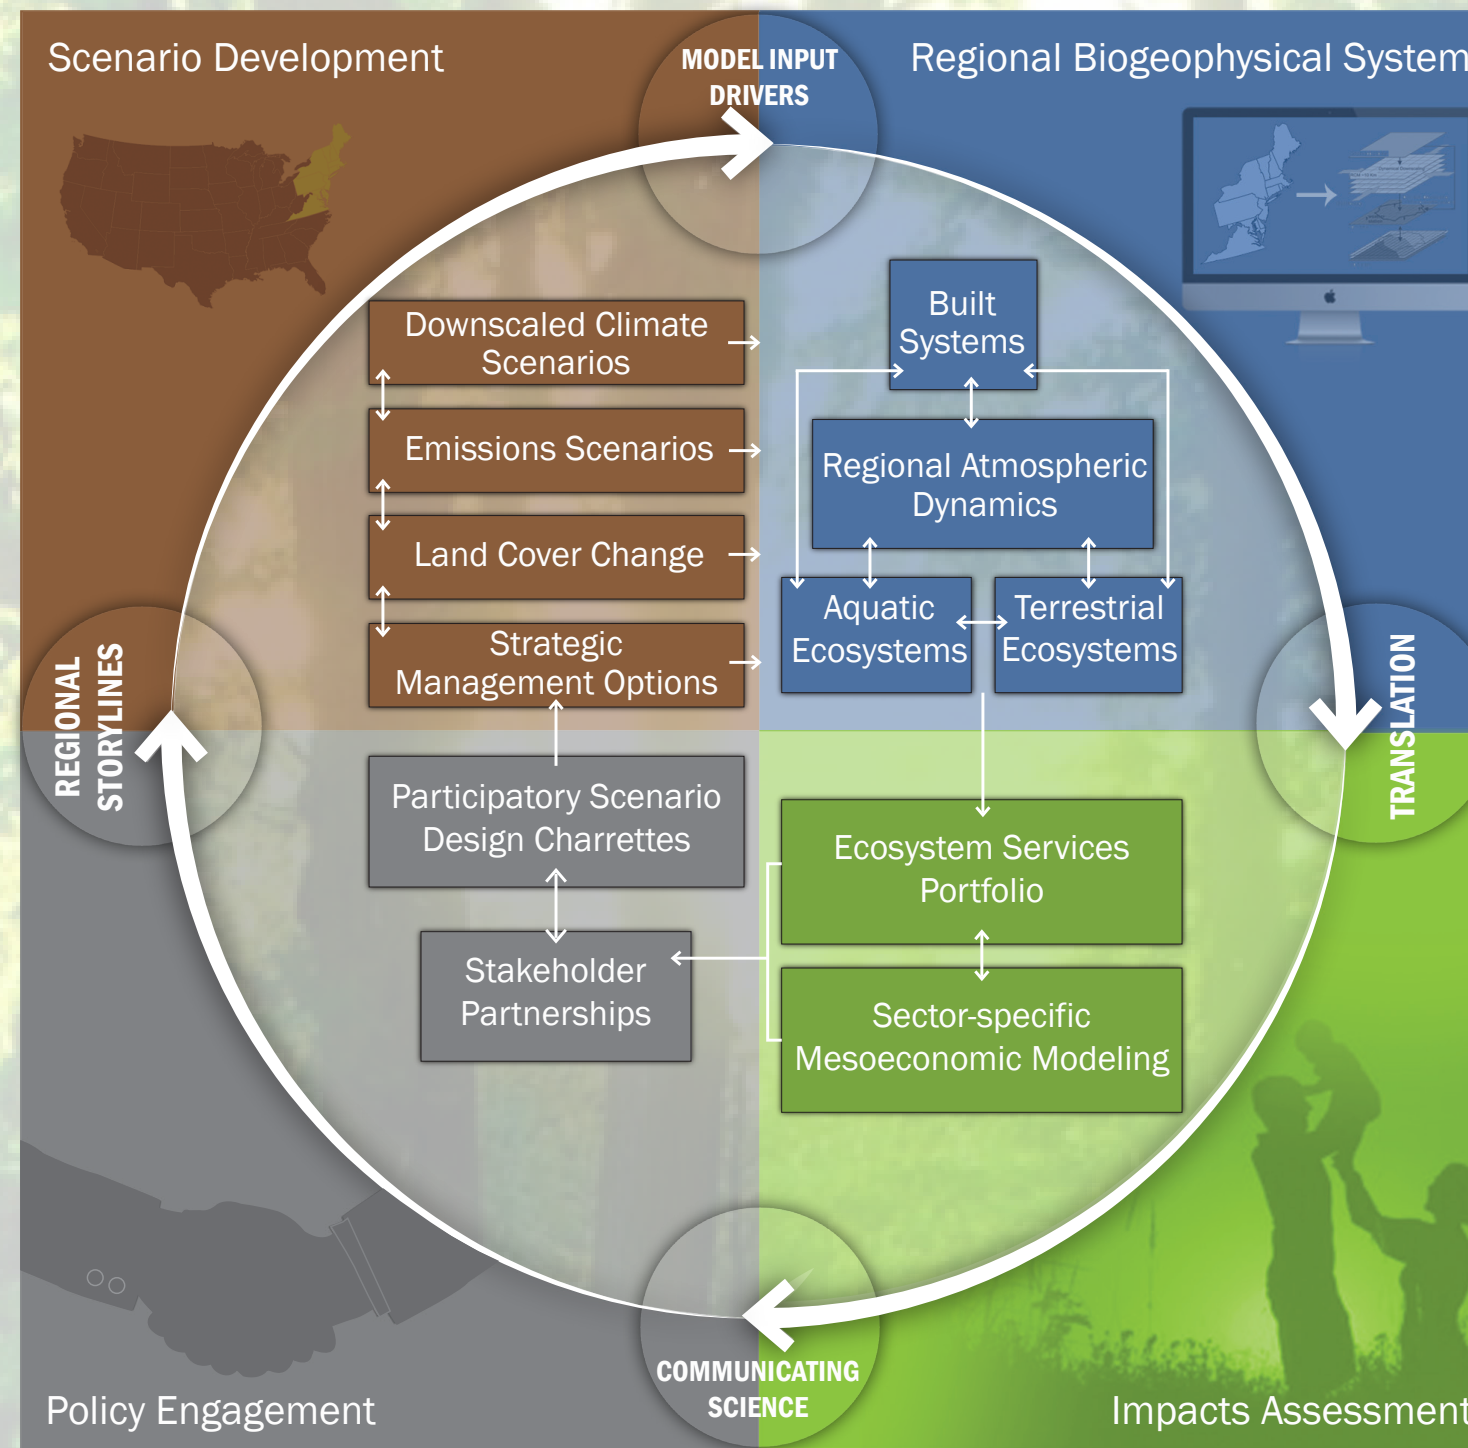 Scenario Development
MODEL INPUT
DRIVERS
Regional Biogeophysical System
Downscaled Climate
Scenarios
Emissions Scenarios
Land Cover Change
Strategic
Management Options
Built
Systems
Regional Atmospheric
Dynamics
Aquatic
Ecosystems
Terrestrial
Ecosystems
REGIONAL
STORYLINES
TRANSLATION
Participatory Scenario
Design Charrettes
Stakeholder
Partnerships
Ecosystem Services
Portfolio
Sector-specific
Mesoeconomic Modeling
COMMUNICATING
SCIENCE
Policy Engagement
Impacts Assessment